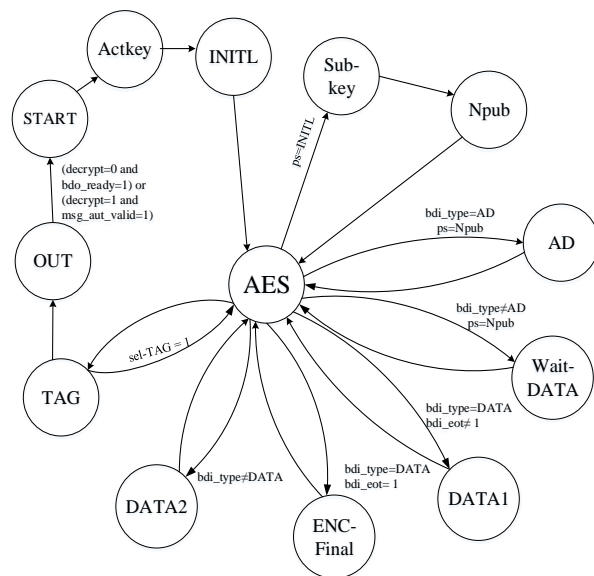 Actkey
INITL
Sub-
key
Npub
START
ps=INITL
(decrypt=0 and
bdo_ready=1) or
(decrypt=1 and
msg_aut_valid=1)
bdi_type=AD
ps=Npub
AD
OUT
AES
bdi_type≠AD
ps=Npub
sel-TAG = 1
Wait-
DATA
TAG
bdi_type=DATA
bdi_eot≠ 1
bdi_type≠DATA
bdi_type=DATA
bdi_eot= 1
DATA2
ENC-
Final
DATA1